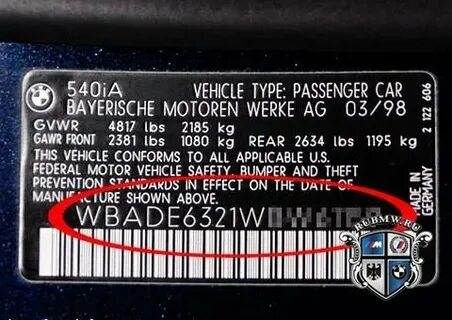 540iA VEHICLE TYPE: PASSENGER CAR
BAYERISCHE MOTOREN WERKE AG 03/98
GVWR 4817 lbs 2185 kg
GAWR FRONT 2381 lbs 1080 kg REAR 2634 lbs 1195 kg
THIS VEHICLE CONFORMS TO ALL APPLICABLE U.S.
FEDERAL MOTOR VEHICLE SAFETY, BUMPER AND THEFT
PREVENTION STANDARDS IN EFFECT ON THE DATE OF
MANUFACTURE SHOWN ABOVE.
WBADE6321W
2 122 606
MADE IN
GERMANY
RUBMW.RU